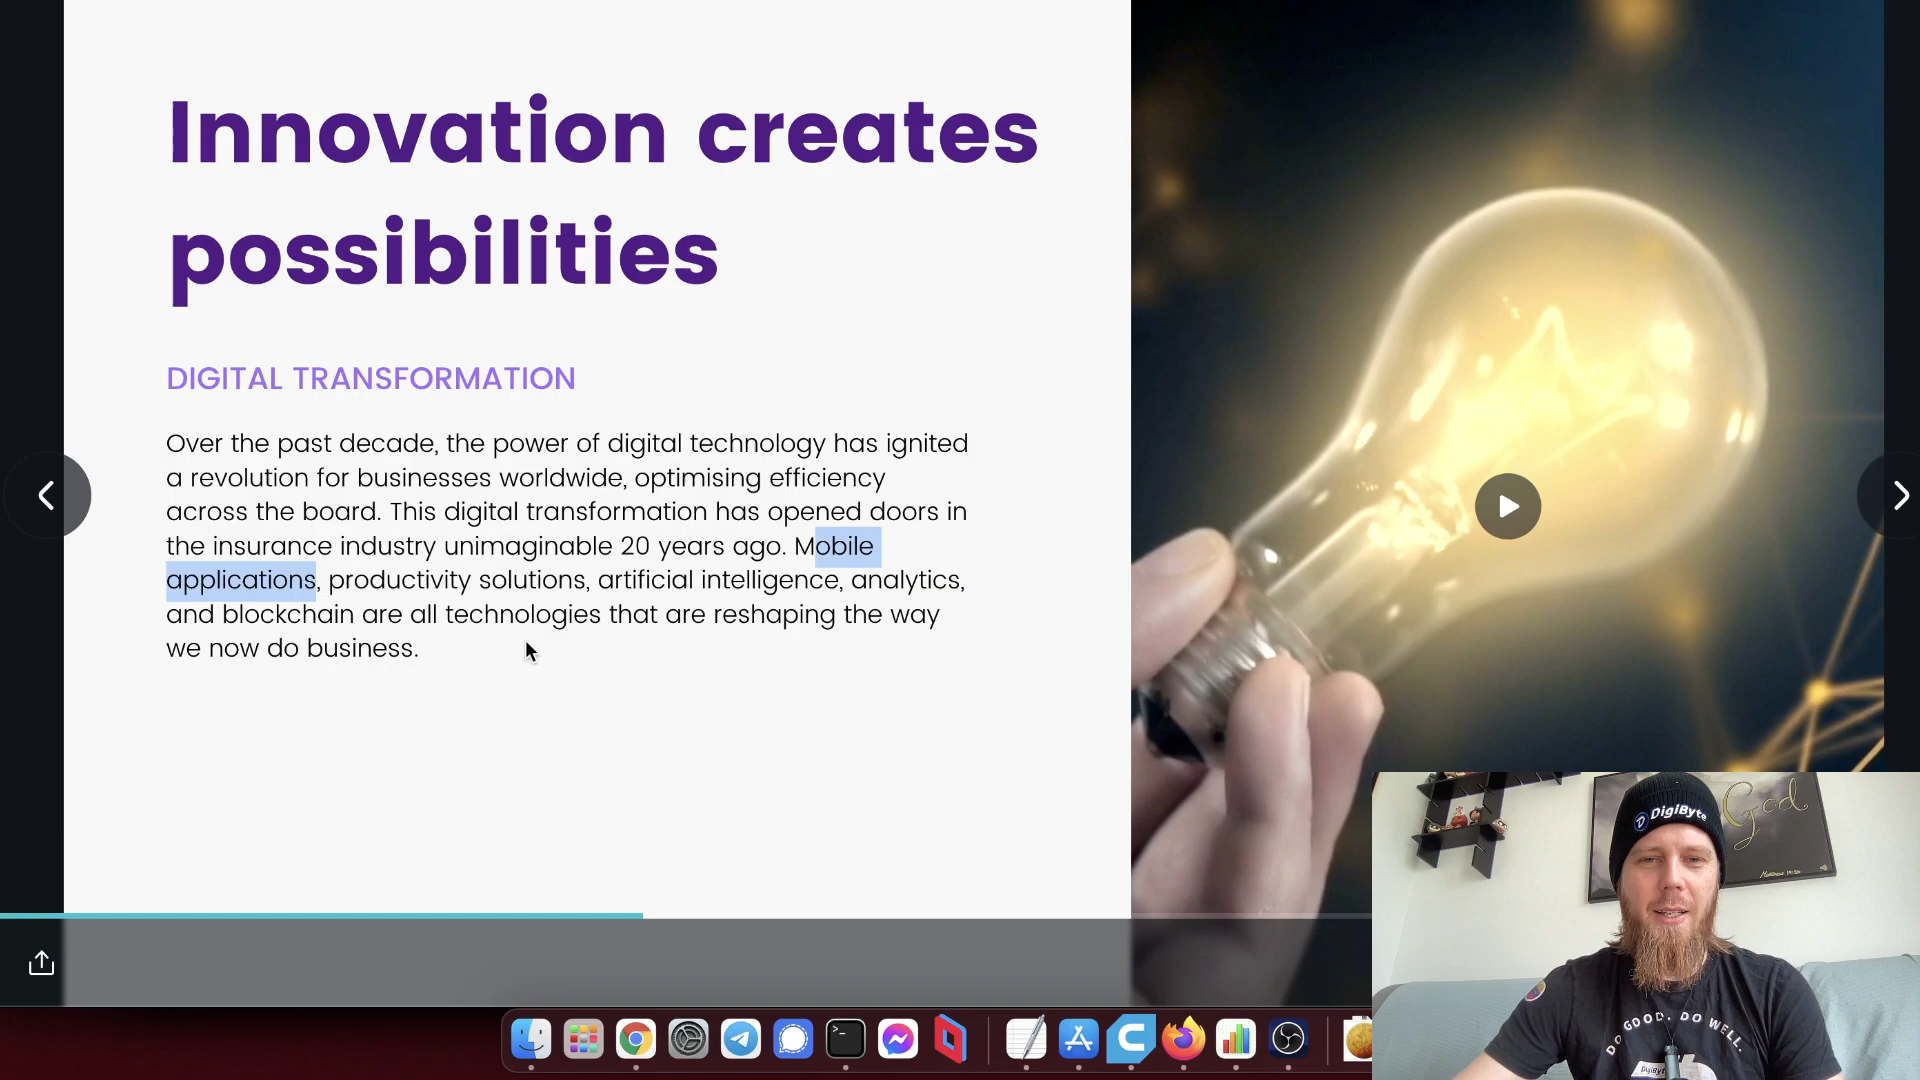 Innovation creates
possibilities
DIGITAL TRANSFORMATION
Over the past decade, the power of digital technology has ignited
a revolution for businesses worldwide, optimising efficiency
across the board. This digital transformation has opened doors in
the insurance industry unimaginable 20 years ago. Mobile
applications, productivity solutions, artificial intelligence, analytics,
and blockchain are all technologies that are reshaping the way
we now do business.
God
DigiByte
DO GOOD. DO WELL.